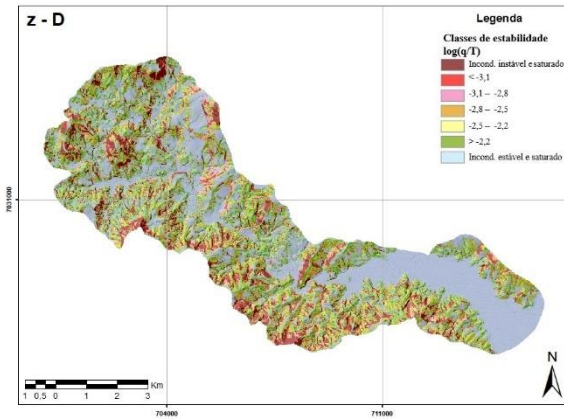 z - D
Legenda
Classes de estabilidade
log(q/T)
Incond. instável e saturado
< -3,1
-3,1 – -2,8
-2,8 – -2,5
-2,5 – -2,2
> -2,2
Incond. estável e saturado
7031000
N
Km
1 0,5 0 1 2 3
704000
711000